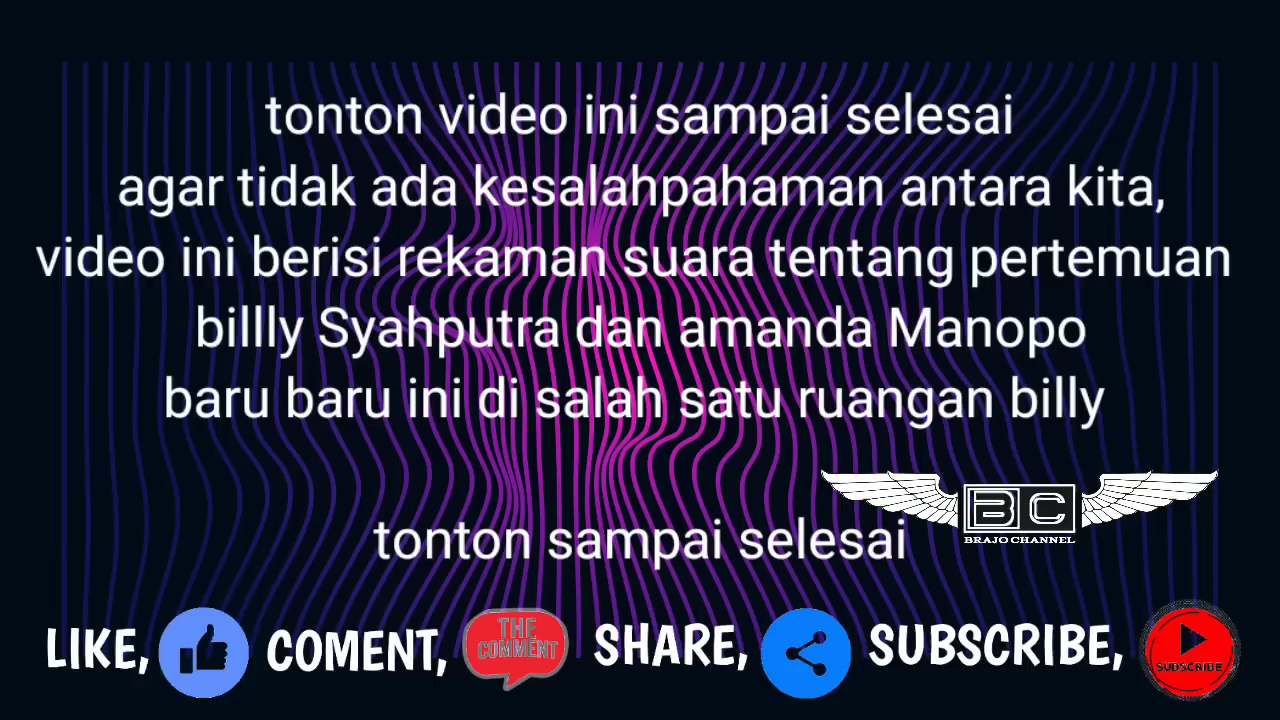 tonton video ini sampai selesai
agar tidak ada kesalahpahaman antara kita,
video ini berisi rekaman suara tentang pertemuan
billly Syahputra dan amanda Manopo
baru baru ini di salah satu ruangan billy
BC
BRAJO CHANNEL
tonton sampai selesai
LIKE, COMENT, THE COMMENT SHARE, SUBSCRIBE, SUBSCRIBE